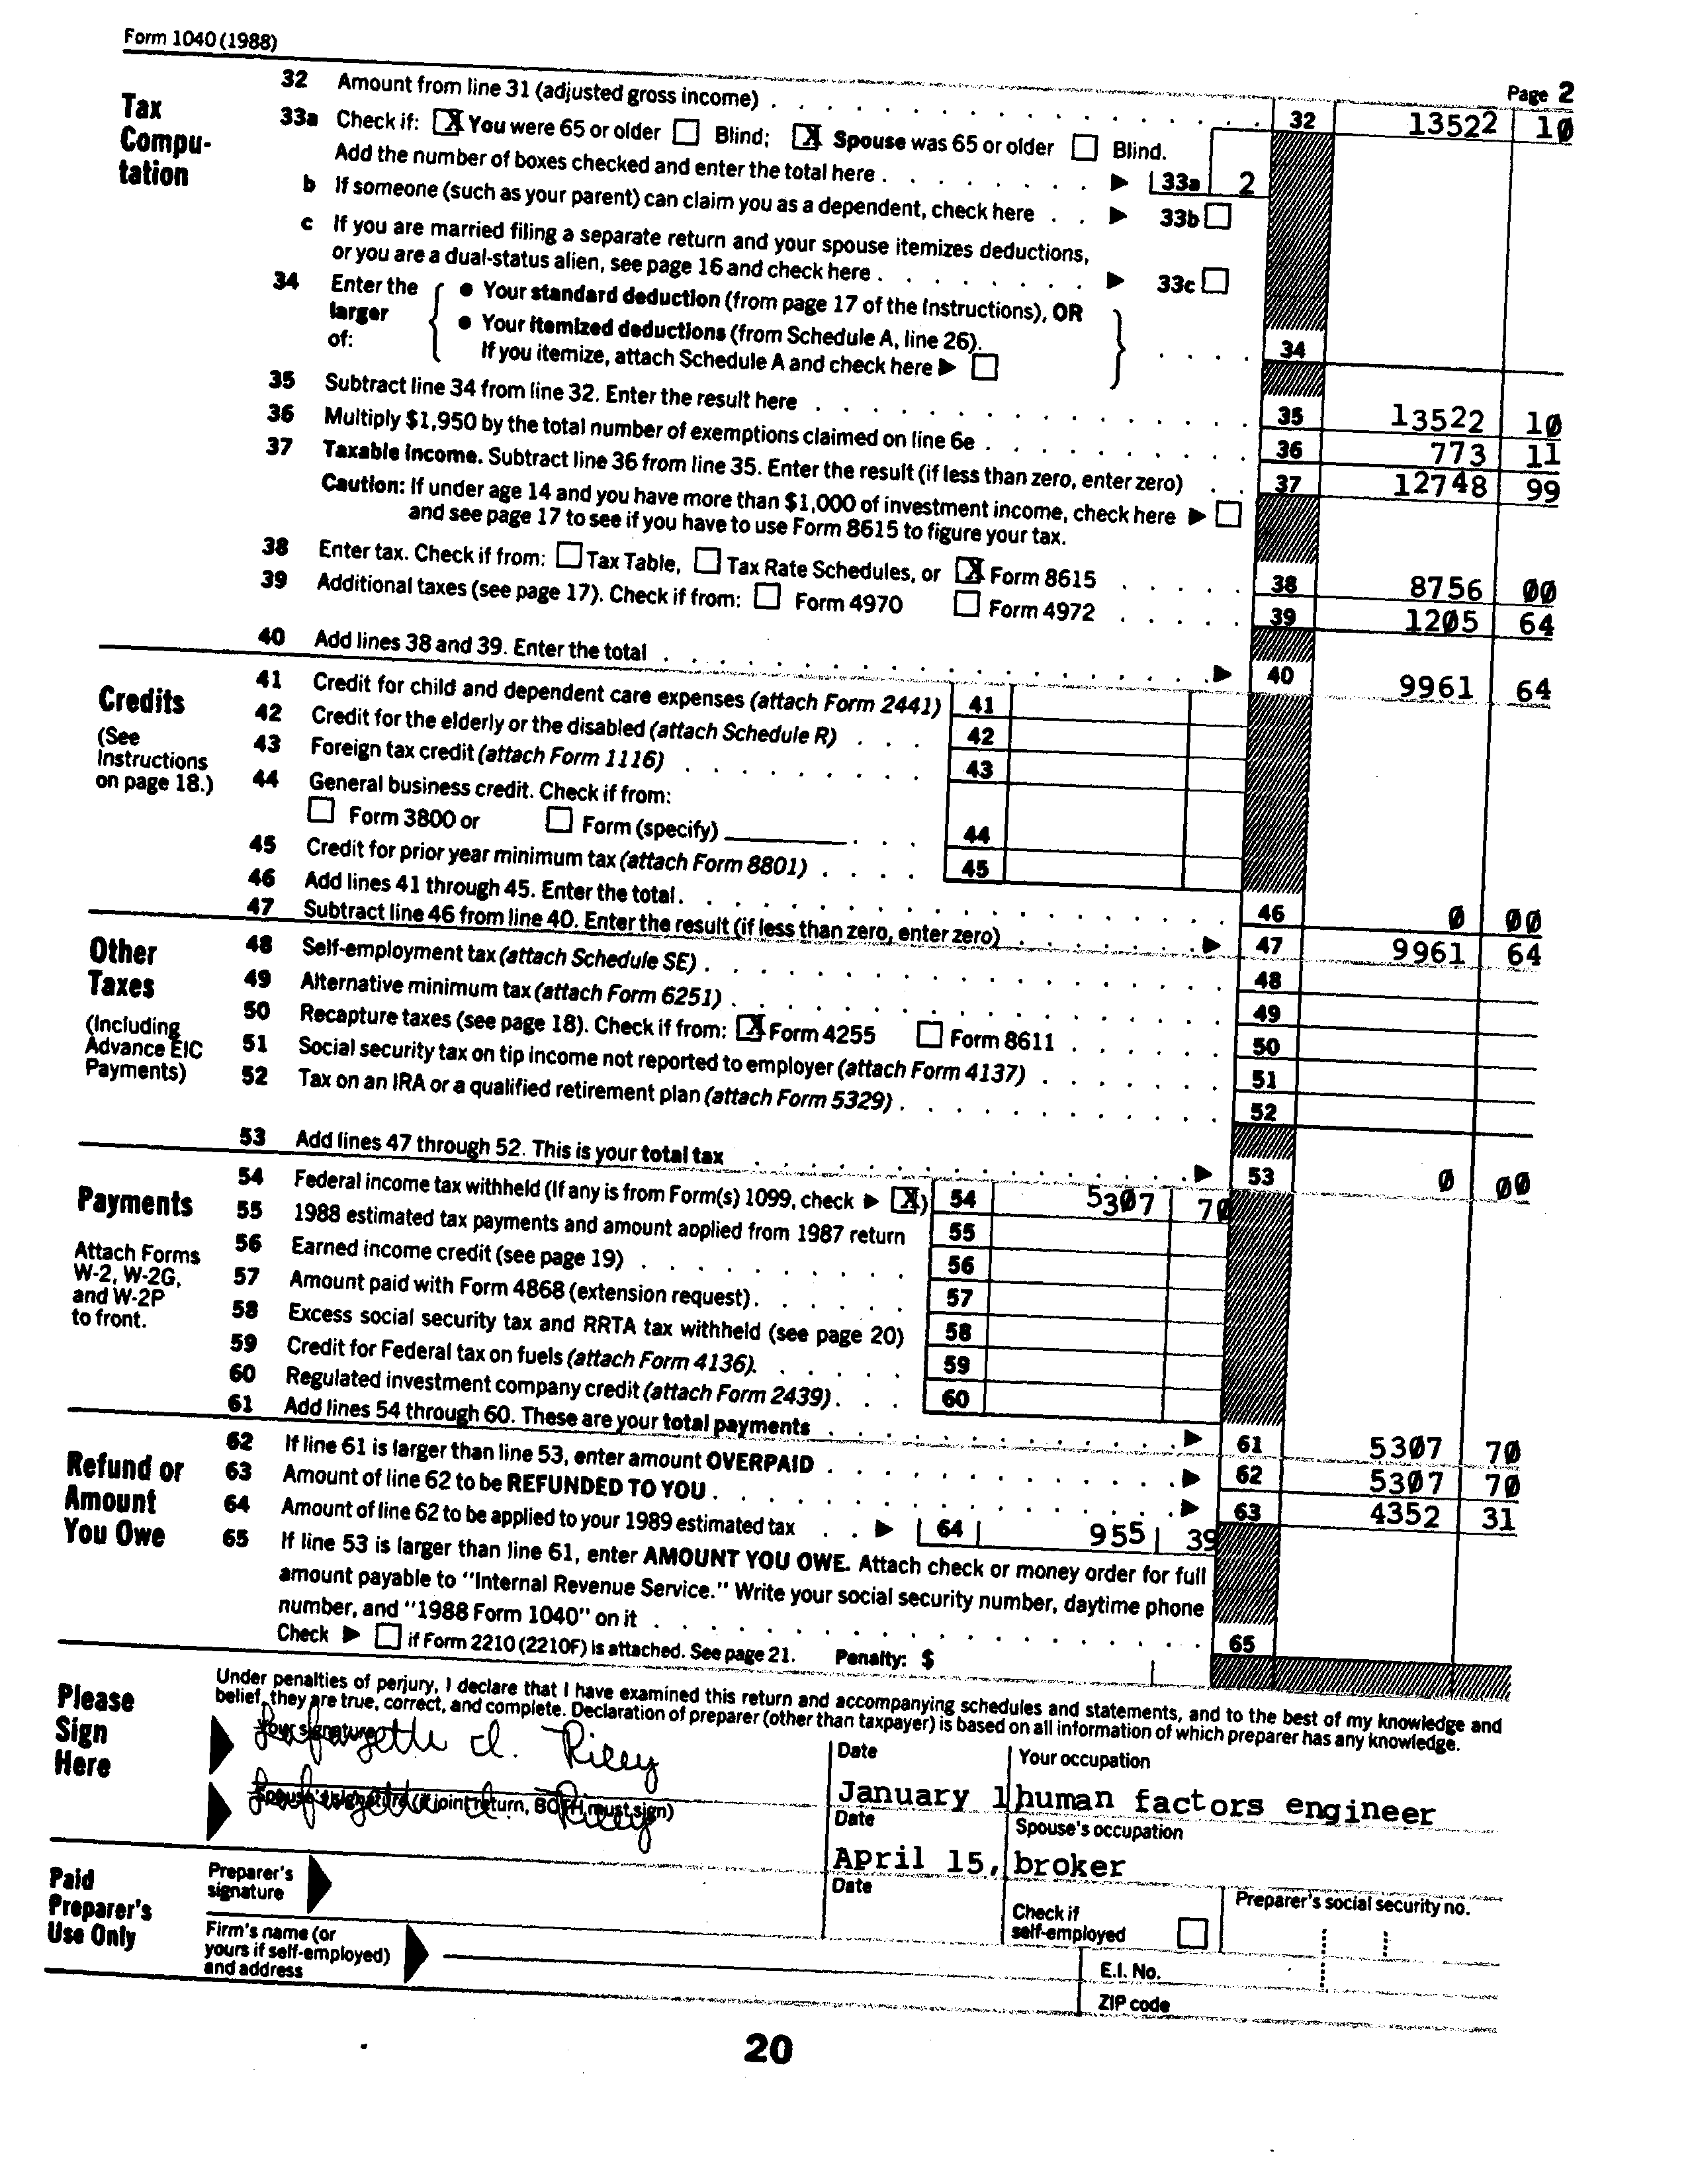 Form 1040 (1988)
Page 2
Tax Compu- tation
32 Amount from line 31 (adjusted gross income) . . . 32 13522 10
33a Check if: [X] You were 65 or older [ ] Blind; [X] Spouse was 65 or older [ ] Blind.
Add the number of boxes checked and enter the total here . . . ▶ 33a 2
b If someone (such as your parent) can claim you as a dependent, check here . . ▶ 33b [ ]
c If you are married filing a separate return and your spouse itemizes deductions,
or you are a dual-status alien, see page 16 and check here . . . ▶ 33c [ ]
34 Enter the larger of:
● Your standard deduction (from page 17 of the Instructions), OR
● Your itemized deductions (from Schedule A, line 26).
If you itemize, attach Schedule A and check here ▶ [ ] . . . . 34
35 Subtract line 34 from line 32. Enter the result here . . . 35 13522 10
36 Multiply $1,950 by the total number of exemptions claimed on line 6e . . . 36 773 11
37 Taxable income. Subtract line 36 from line 35. Enter the result (if less than zero, enter zero) . . 37 12748 99
Caution: If under age 14 and you have more than $1,000 of investment income, check here ▶ [ ]
and see page 17 to see if you have to use Form 8615 to figure your tax.
38 Enter tax. Check if from: [ ] Tax Table, [ ] Tax Rate Schedules, or [X] Form 8615 . . . 38 8756 00
39 Additional taxes (see page 17). Check if from: [ ] Form 4970 [ ] Form 4972 . . . 39 1205 64
40 Add lines 38 and 39. Enter the total . . . ▶ 40 9961 64
Credits
(See Instructions on page 18.)
41 Credit for child and dependent care expenses (attach Form 2441) 41
42 Credit for the elderly or the disabled (attach Schedule R) . . . 42
43 Foreign tax credit (attach Form 1116) . . . 43
44 General business credit. Check if from:
[ ] Form 3800 or [ ] Form (specify) ________ . . . 44
45 Credit for prior year minimum tax (attach Form 8801) . . . . 45
46 Add lines 41 through 45. Enter the total . . . 46 0 00
47 Subtract line 46 from line 40. Enter the result (if less than zero, enter zero) . . . ▶ 47 9961 64
Other Taxes
(Including Advance EIC Payments)
48 Self-employment tax (attach Schedule SE) . . . 48
49 Alternative minimum tax (attach Form 6251) . . . 49
50 Recapture taxes (see page 18). Check if from: [X] Form 4255 [ ] Form 8611 . . . 50
51 Social security tax on tip income not reported to employer (attach Form 4137) . . . 51
52 Tax on an IRA or a qualified retirement plan (attach Form 5329) . . . 52
53 Add lines 47 through 52. This is your total tax . . . ▶ 53 0 00
Payments
Attach Forms W-2, W-2G, and W-2P to front.
54 Federal income tax withheld (If any is from Form(s) 1099, check ▶ [X]) 54 5307 70
55 1988 estimated tax payments and amount applied from 1987 return 55
56 Earned income credit (see page 19) . . . 56
57 Amount paid with Form 4868 (extension request) . . . 57
58 Excess social security tax and RRTA tax withheld (see page 20) 58
59 Credit for Federal tax on fuels (attach Form 4136) . . . 59
60 Regulated investment company credit (attach Form 2439) . . . 60
61 Add lines 54 through 60. These are your total payments . . . ▶ 61 5307 70
Refund or Amount You Owe
62 If line 61 is larger than line 53, enter amount OVERPAID . . . ▶ 62 5307 70
63 Amount of line 62 to be REFUNDED TO YOU . . . ▶ 63 4352 31
64 Amount of line 62 to be applied to your 1989 estimated tax . . ▶ 64 955 39
65 If line 53 is larger than line 61, enter AMOUNT YOU OWE. Attach check or money order for full
amount payable to "Internal Revenue Service." Write your social security number, daytime phone
number, and "1988 Form 1040" on it . . . 65
Check ▶ [ ] if Form 2210 (2210F) is attached. See page 21. Penalty: $
Please Sign Here
Under penalties of perjury, I declare that I have examined this return and accompanying schedules and statements, and to the best of my knowledge and
belief, they are true, correct, and complete. Declaration of preparer (other than taxpayer) is based on all information of which preparer has any knowledge.
Your signature Lafayette d. Riley
Date January 1
Your occupation human factors engineer
Spouse's signature (if joint return, BOTH must sign) Lafayette d. Riley
Date April 15,
Spouse's occupation broker
Paid Preparer's Use Only
Preparer's signature
Date
Check if self-employed [ ]
Preparer's social security no.
Firm's name (or yours if self-employed) and address
E.I. No.
ZIP code
20